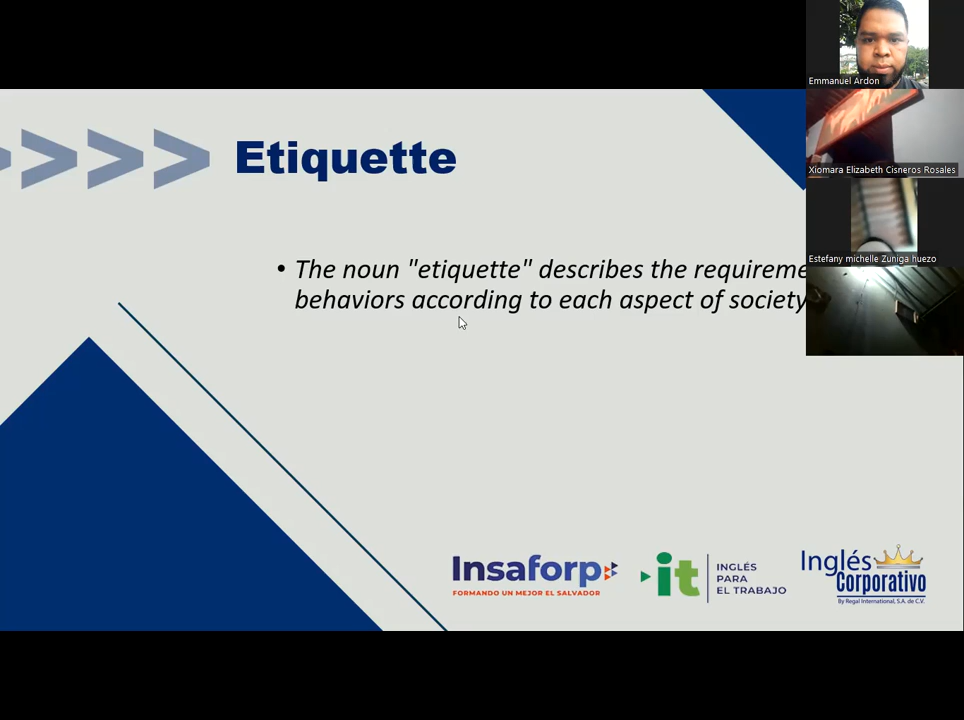 Emmanuel Ardon
Xiomara Elizabeth Cisneros Rosales
Estefany michelle Zuniga huezo
>>>> Etiquette
• The noun "etiquette" describes the
behaviors according to each aspect of society
Insaforp
FORMANDO UN MEJOR EL SALVADOR
it
INGLÉS
PARA
EL TRABAJO
Inglés
Corporativo
By Regal International, S.A. de C.V.